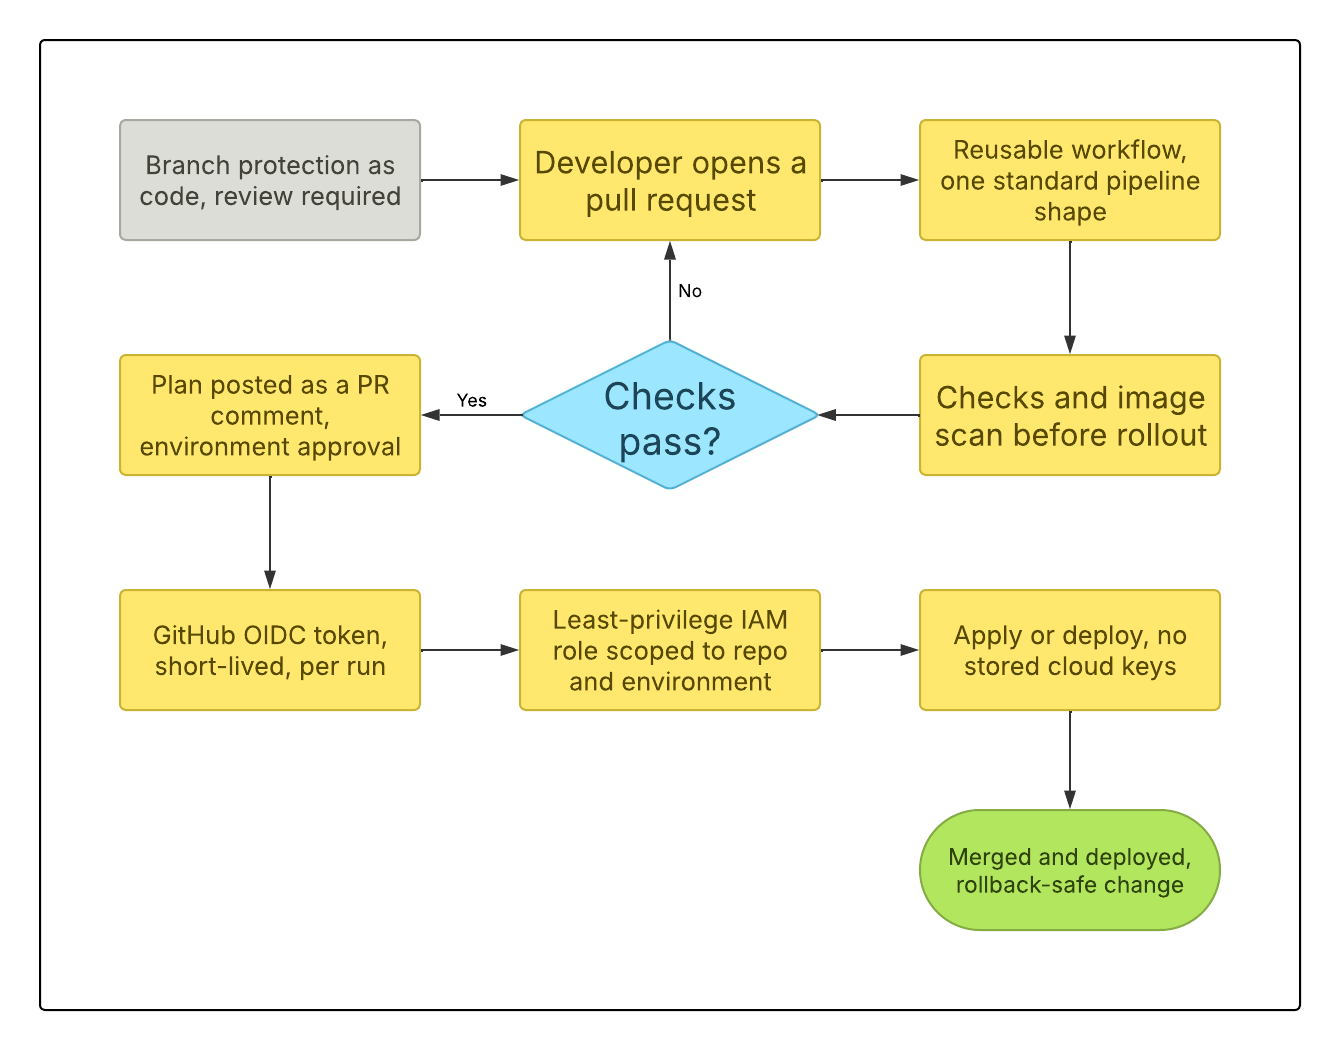 Branch protection as
code, review required
Developer opens a
pull request
Reusable workflow,
one standard pipeline
shape
No
Plan posted as a PR
comment,
environment approval
Yes
Checks
pass?
Checks and image
scan before rollout
GitHub OIDC token,
short-lived, per run
Least-privilege IAM
role scoped to repo
and environment
Apply or deploy, no
stored cloud keys
Merged and deployed,
rollback-safe change